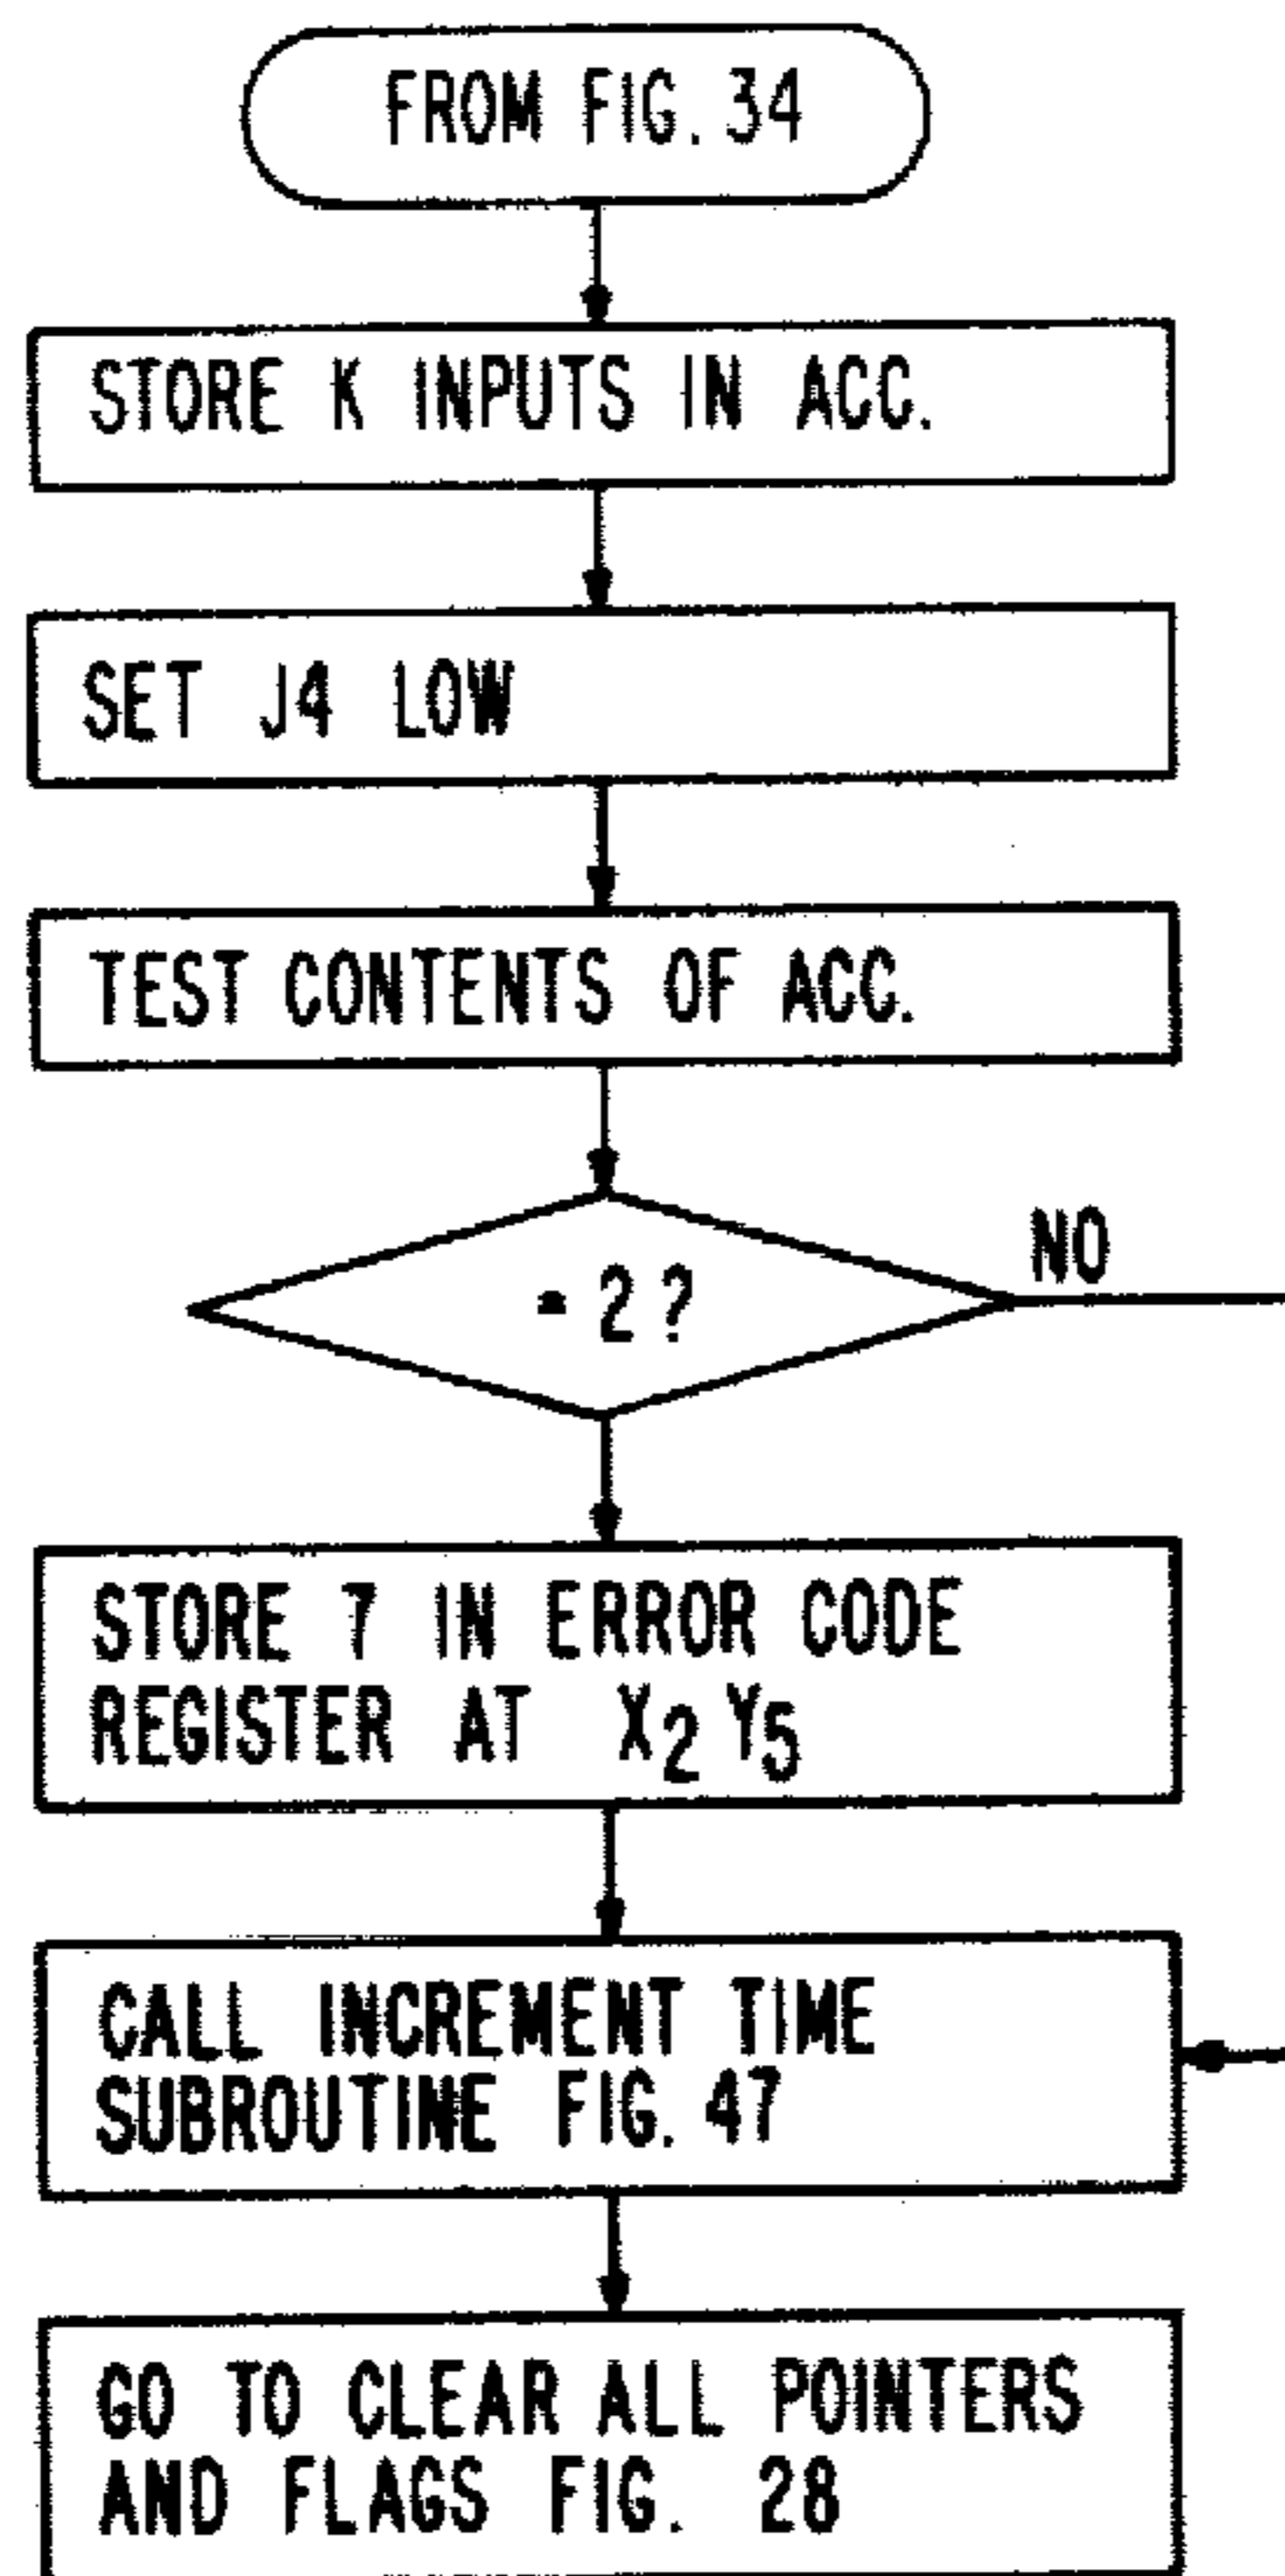 FROM FIG. 34
STORE K INPUTS IN ACC.
SET J4 LOW
TEST CONTENTS OF ACC.
= 2 ?
NO
STORE 7 IN ERROR CODE
REGISTER AT X2 Y5
CALL INCREMENT TIME
SUBROUTINE FIG. 47
GO TO CLEAR ALL POINTERS
AND FLAGS FIG. 28